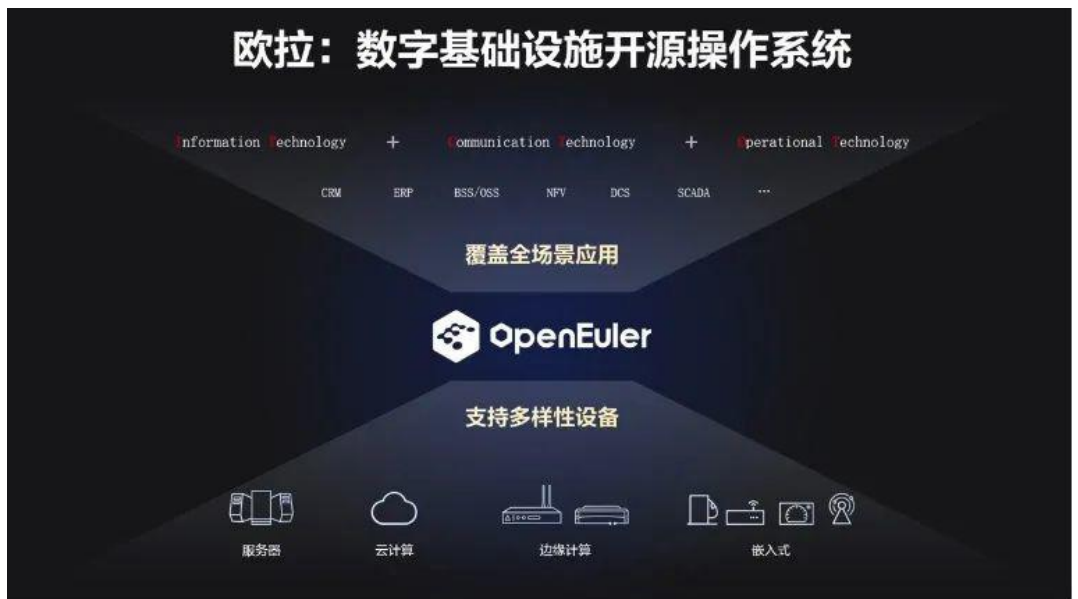 欧拉：数字基础设施开源操作系统
Information Technology + Communication Technology + Operational Technology
CRM ERP BSS/OSS NFV DCS SCADA ...
覆盖全场景应用
OpenEuler
支持多样性设备
服务器 云计算 边缘计算 嵌入式